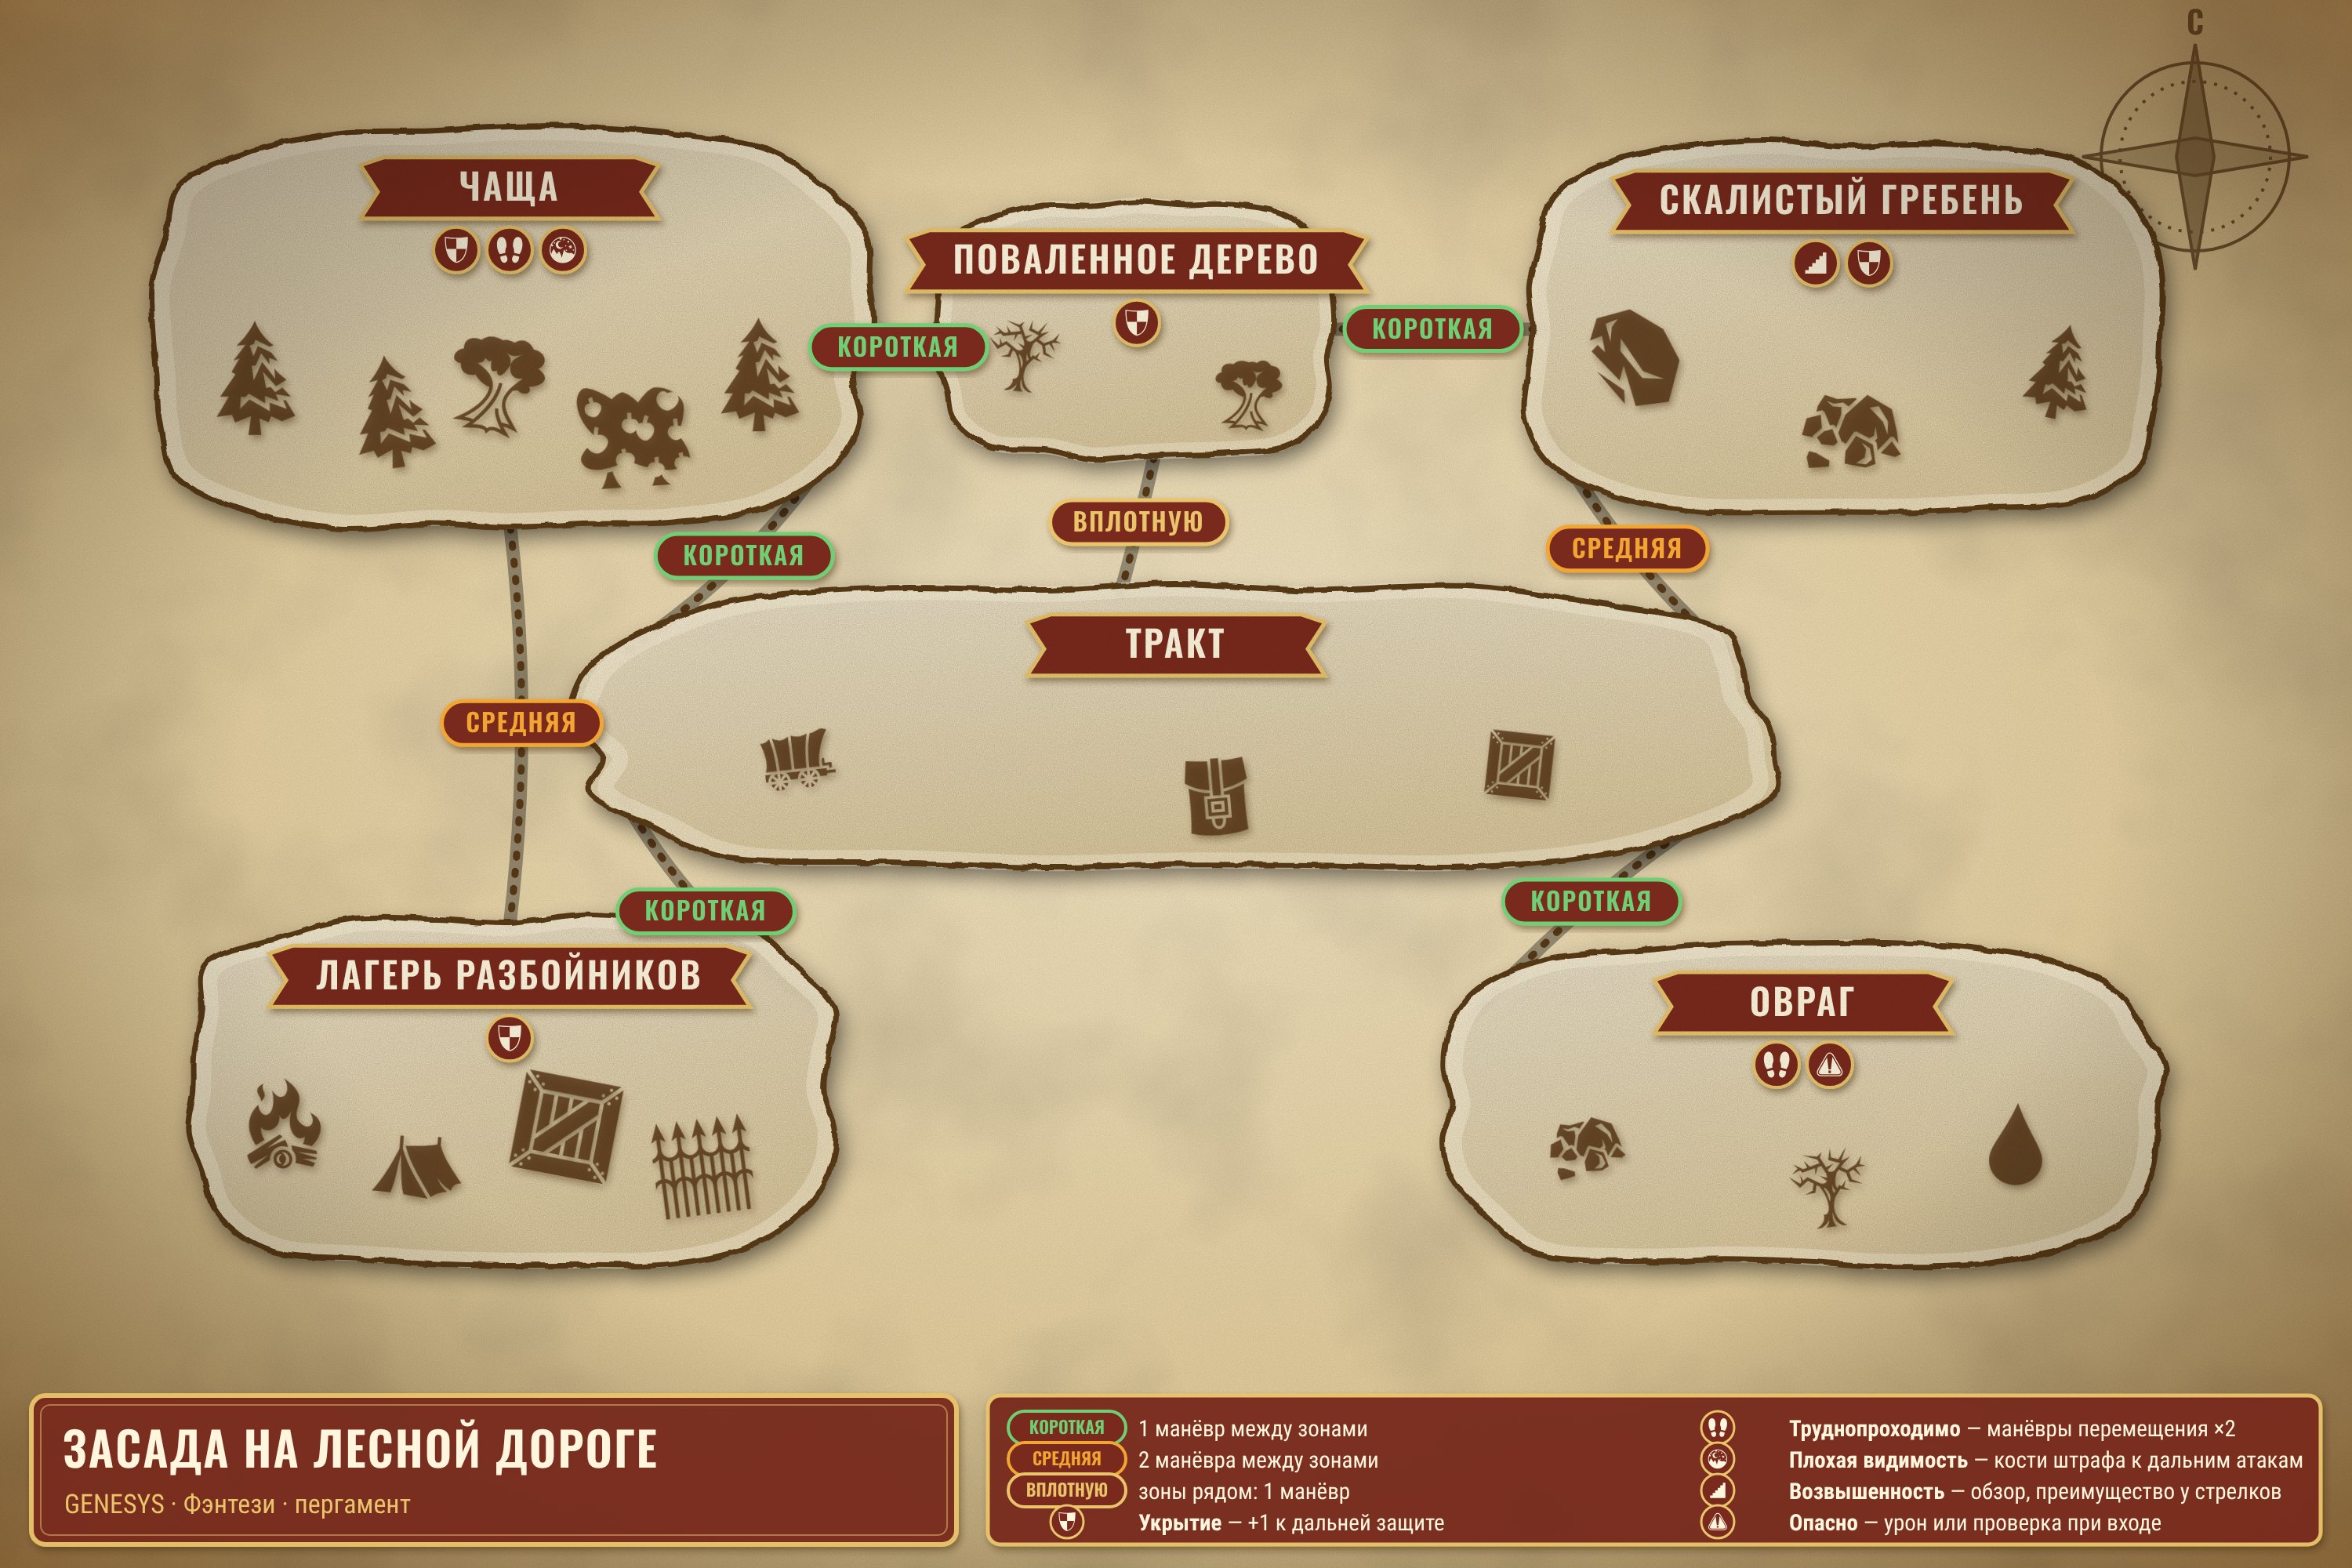 С
ЧАЩА
СКАЛИСТЫЙ ГРЕБЕНЬ
ПОВАЛЕННОЕ ДЕРЕВО
КОРОТКАЯ
КОРОТКАЯ
ВПЛОТНУЮ
КОРОТКАЯ
СРЕДНЯЯ
ТРАКТ
СРЕДНЯЯ
КОРОТКАЯ
КОРОТКАЯ
ЛАГЕРЬ РАЗБОЙНИКОВ
ОВРАГ
ЗАСАДА НА ЛЕСНОЙ ДОРОГЕ
GENESYS · Фэнтези · пергамент
КОРОТКАЯ 1 манёвр между зонами
СРЕДНЯЯ 2 манёвра между зонами
ВПЛОТНУЮ зоны рядом: 1 манёвр
Укрытие — +1 к дальней защите
Труднопроходимо — манёвры перемещения ×2
Плохая видимость — кости штрафа к дальним атакам
Возвышенность — обзор, преимущество у стрелков
Опасно — урон или проверка при входе